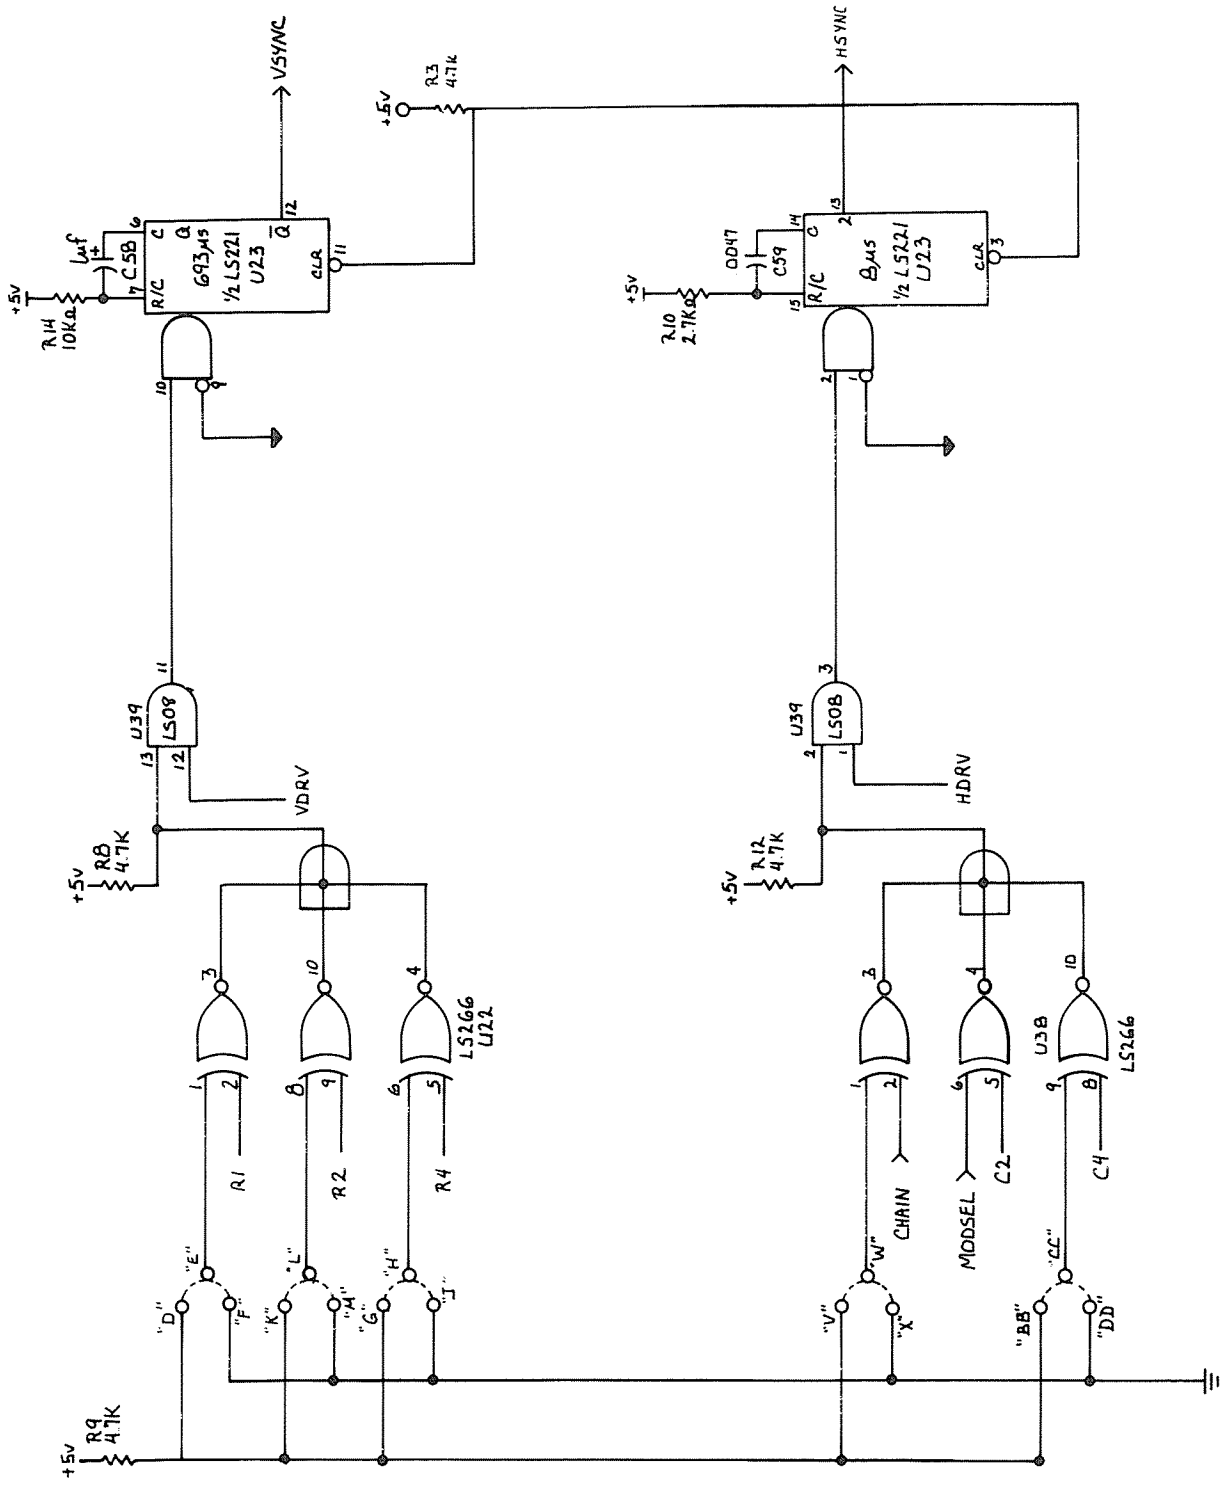 +5V
R9
4.7K
"D"
"E"
"F"
"K"
"L"
"M"
"G"
"H"
"J"
"V"
"W"
"X"
"BB"
"CC"
"DD"
R1
R2
R4
CHAIN
MODSEL
C2
C4
1
2
3
8
9
10
6
5
4
LS266
U22
1
2
3
6
5
4
9
8
10
U38
LS266
+5V
R8
4.7K
VDRV
13
12
U39
LS08
11
+5V
R12
4.7K
HDRV
2
1
U39
LS08
3
10
9
+5V
R14
10KΩ
1uf
+
C58
7
6
R/C
C
Q
693µs
1/2 LS221
U23
Q
12
CLR
11
VSYNC
+5V
R3
4.7K
2
1
+5V
R10
2.7KΩ
0047
C59
15
14
R/C
C
8µs
1/2 LS221
U23
2
13
CLR
3
HSYNC